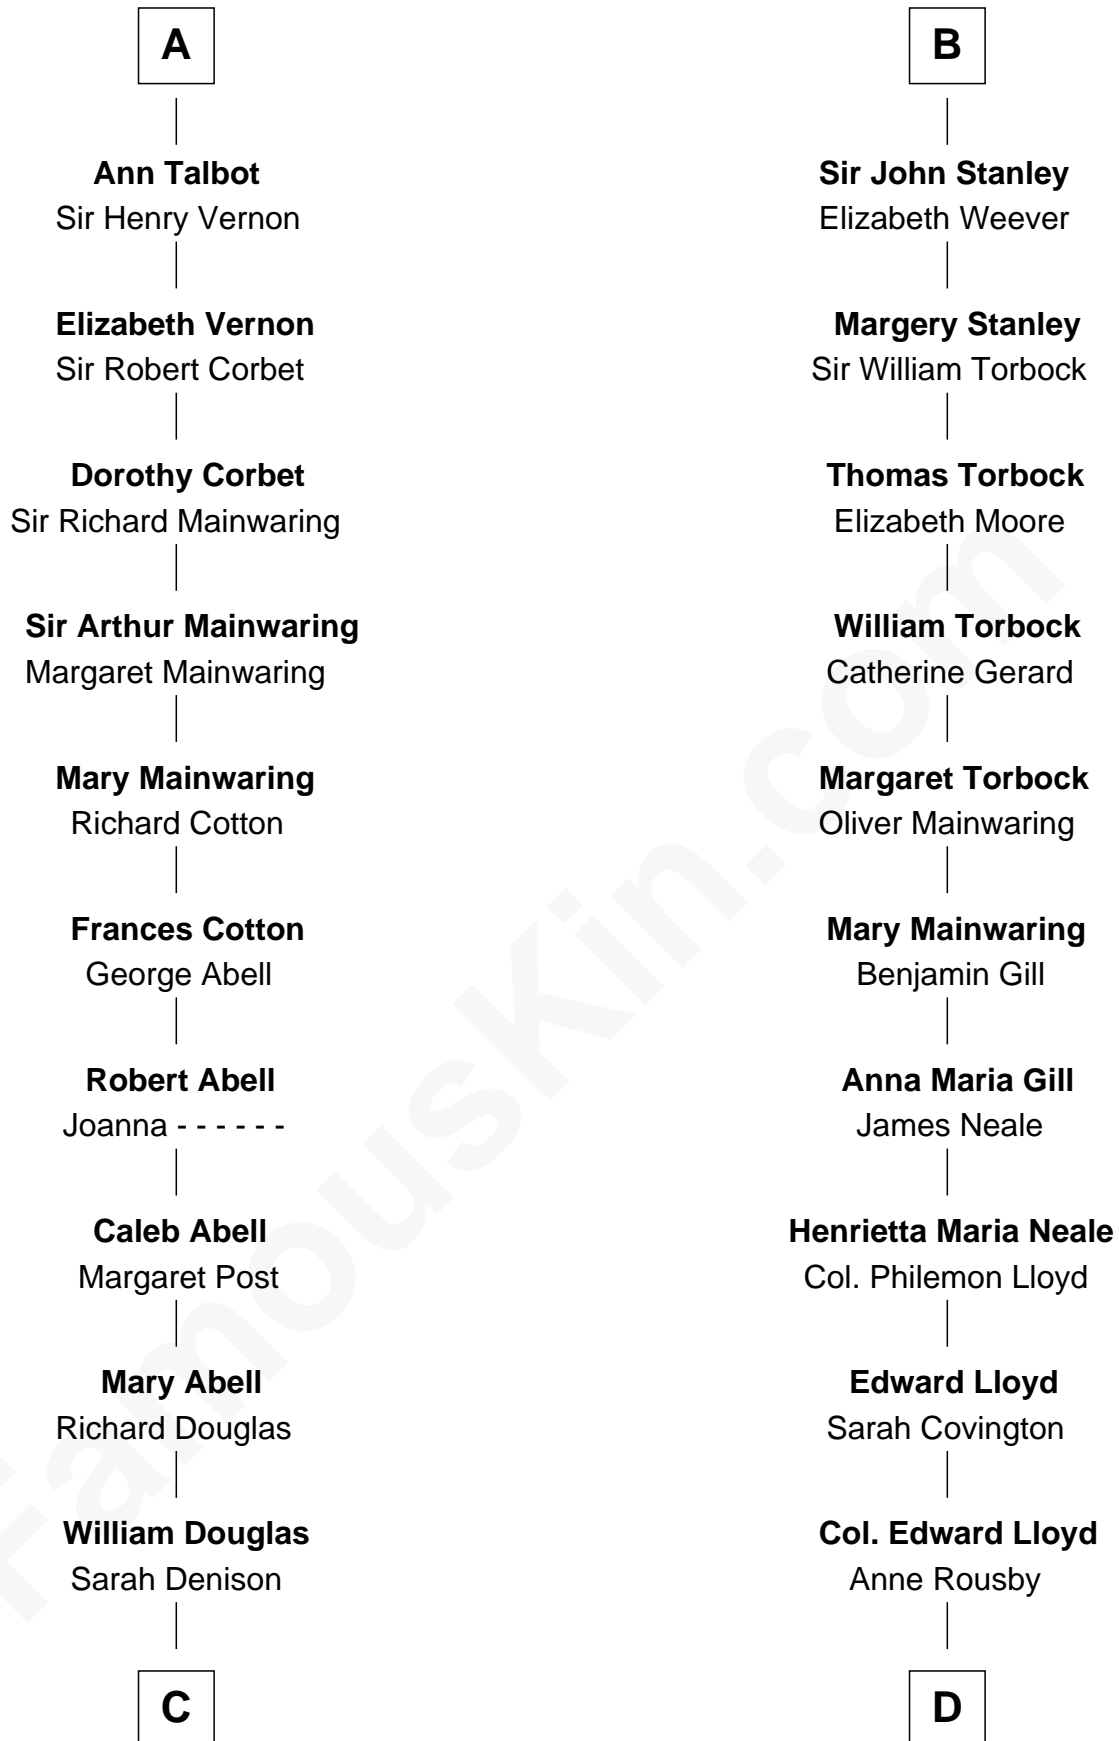 A
Ann Talbot
Sir Henry Vernon
Elizabeth Vernon
Sir Robert Corbet
Dorothy Corbet
Sir Richard Mainwaring
Sir Arthur Mainwaring
Margaret Mainwaring
Mary Mainwaring
Richard Cotton
Frances Cotton
George Abell
Robert Abell
Joanna - - - - - -
Caleb Abell
Margaret Post
Mary Abell
Richard Douglas
William Douglas
Sarah Denison
C
B
Sir John Stanley
Elizabeth Weever
Margery Stanley
Sir William Torbock
Thomas Torbock
Elizabeth Moore
William Torbock
Catherine Gerard
Margaret Torbock
Oliver Mainwaring
Mary Mainwaring
Benjamin Gill
Anna Maria Gill
James Neale
Henrietta Maria Neale
Col. Philemon Lloyd
Edward Lloyd
Sarah Covington
Col. Edward Lloyd
Anne Rousby
D
FamousKin.com